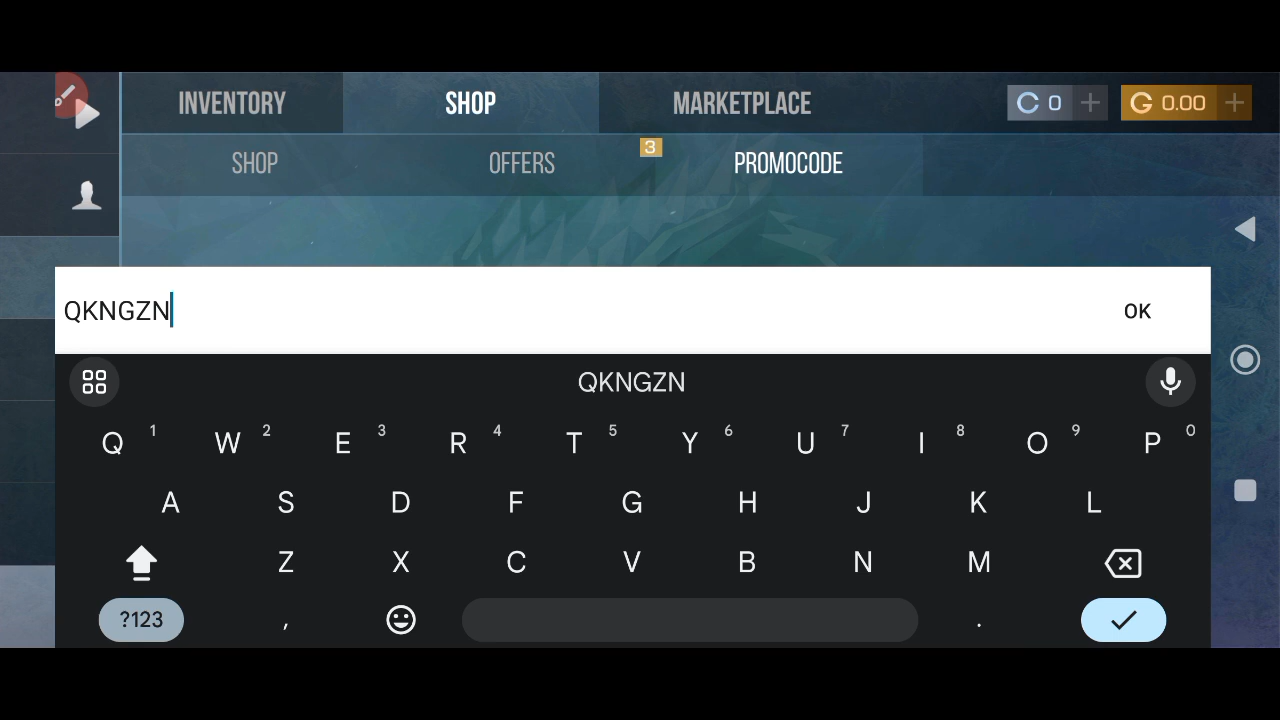 INVENTORY SHOP MARKETPLACE C 0 + G 0.00 +
SHOP OFFERS 3 PROMOCODE
QKNGZN OK
QKNGZN
Q 1 W 2 E 3 R 4 T 5 Y 6 U 7 I 8 O 9 P 0
A S D F G H J K L
Z X C V B N M
?123 , .